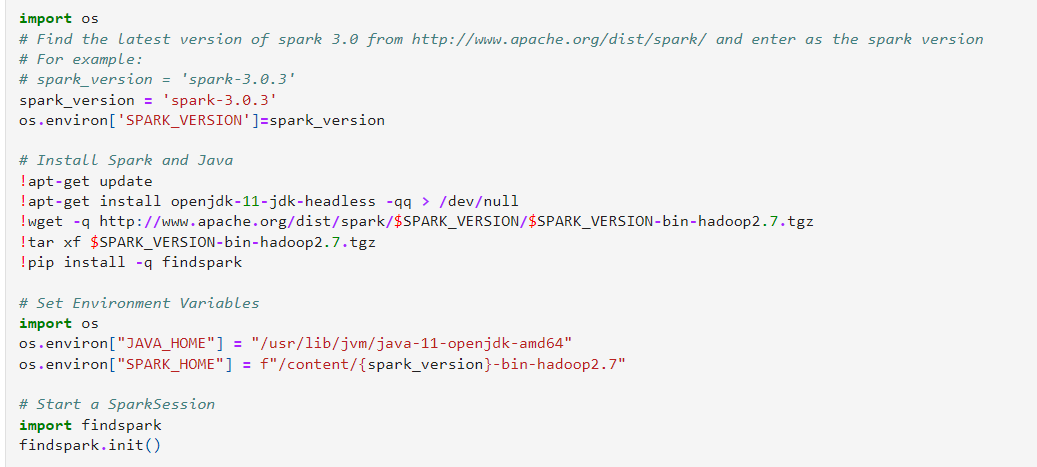 import os
# Find the latest version of spark 3.0 from http://www.apache.org/dist/spark/ and enter as the spark version
# For example:
# spark_version = 'spark-3.0.3'
spark_version = 'spark-3.0.3'
os.environ['SPARK_VERSION']=spark_version

# Install Spark and Java
!apt-get update
!apt-get install openjdk-11-jdk-headless -qq > /dev/null
!wget -q http://www.apache.org/dist/spark/$SPARK_VERSION/$SPARK_VERSION-bin-hadoop2.7.tgz
!tar xf $SPARK_VERSION-bin-hadoop2.7.tgz
!pip install -q findspark

# Set Environment Variables
import os
os.environ["JAVA_HOME"] = "/usr/lib/jvm/java-11-openjdk-amd64"
os.environ["SPARK_HOME"] = f"/content/{spark_version}-bin-hadoop2.7"

# Start a SparkSession
import findspark
findspark.init()